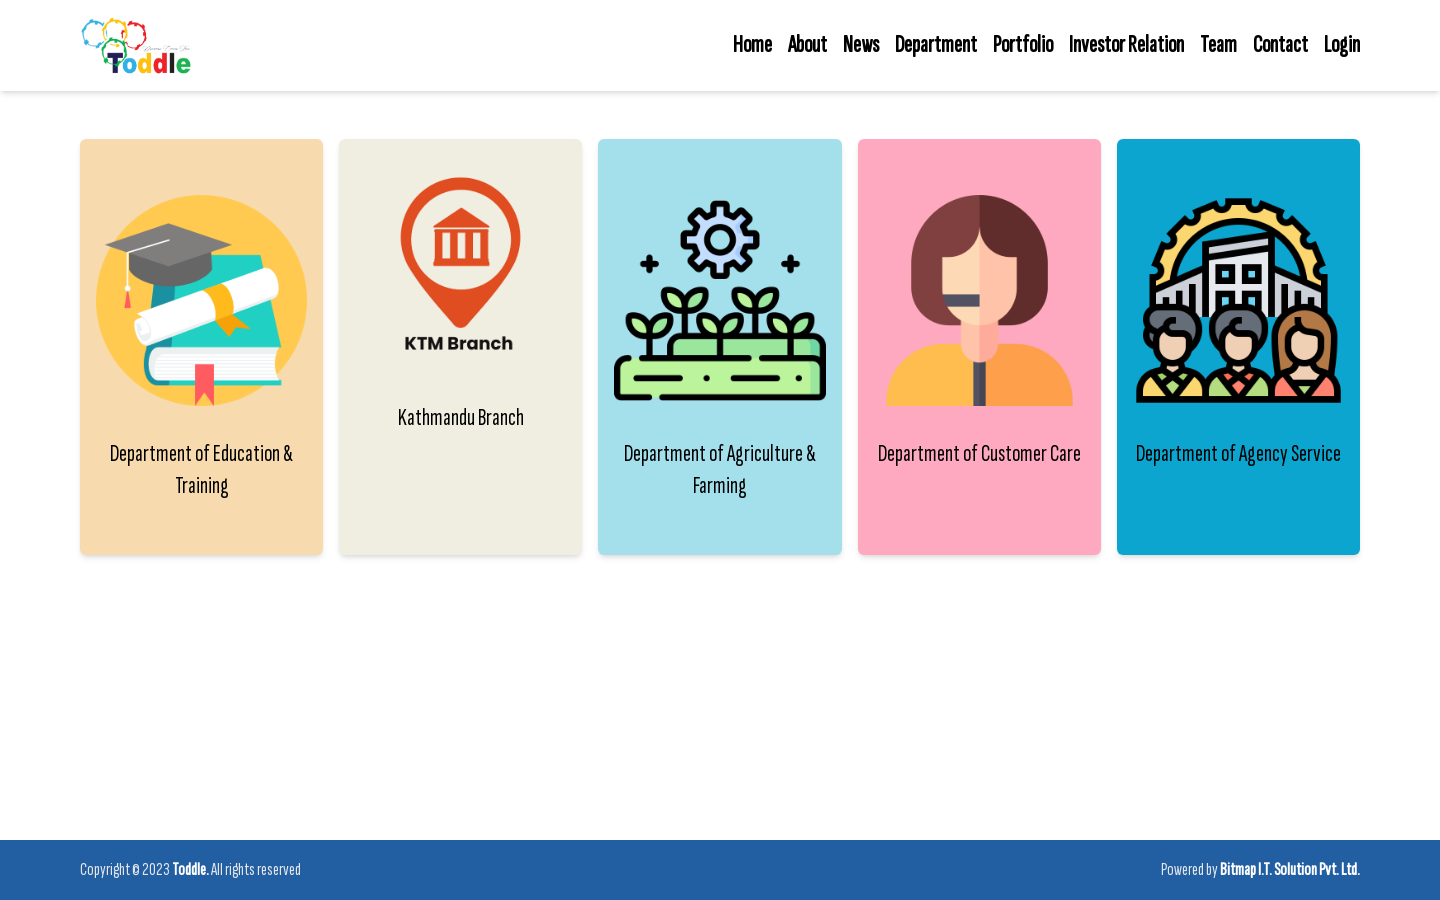 Toddle
Home About News Department Portfolio Investor Relation Team Contact Login
KTM Branch
Department of Education &
Training
Kathmandu Branch
Department of Agriculture &
Farming
Department of Customer Care
Department of Agency Service
Copyright © 2023 Toddle. All rights reserved
Powered by Bitmap I.T. Solution Pvt. Ltd.